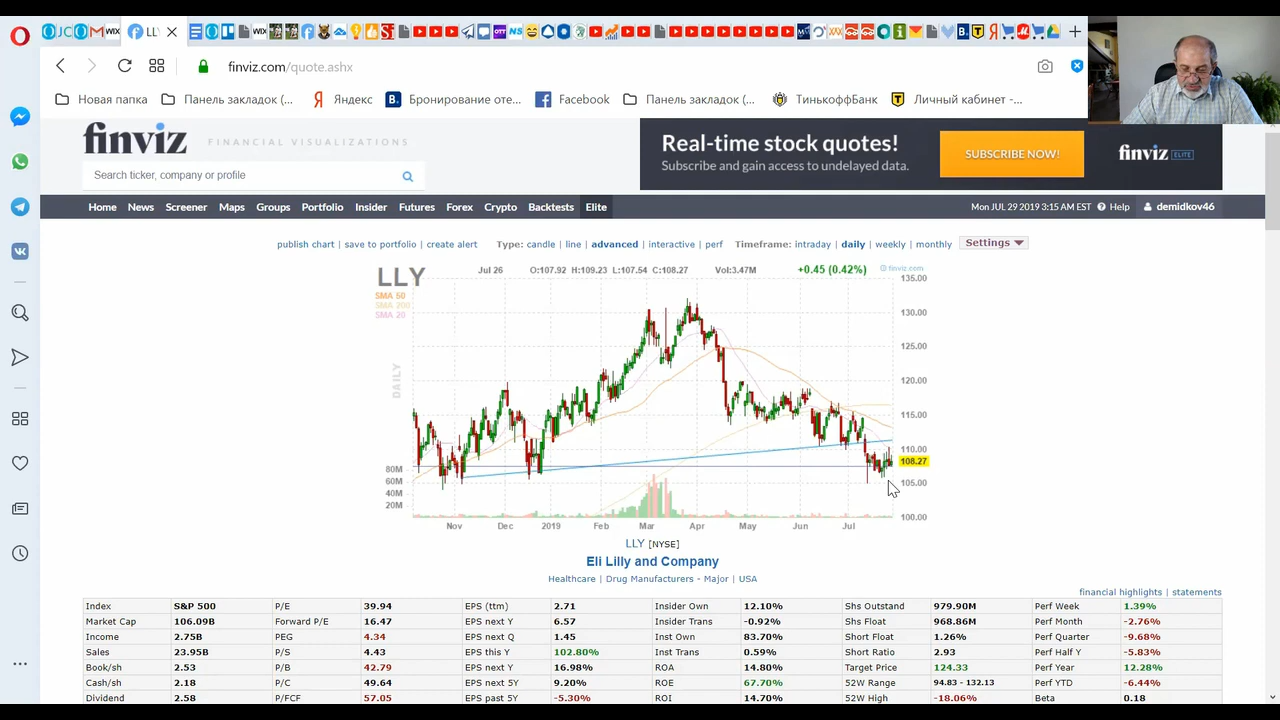 JC
WIX
LL
WIX
OTT
NS
finviz.com/quote.ashx
Новая папка
Панель закладок (...
Яндекс
Бронирование оте...
Facebook
Панель закладок (...
ТинькоффБанк
Личный кабинет -...
finviz FINANCIAL VISUALIZATIONS
Search ticker, company or profile
Real-time stock quotes!
Subscribe and gain access to undelayed data.
SUBSCRIBE NOW!
finviz ELITE
Home News Screener Maps Groups Portfolio Insider Futures Forex Crypto Backtests Elite
Mon JUL 29 2019 3:15 AM EST Help demidkov46
publish chart | save to portfolio | create alert Type: candle | line | advanced | interactive | perf Timeframe: intraday | daily | weekly | monthly Settings
LLY Jul 26 O:107.92 H:109.23 L:107.54 C:108.27 Vol:3.47M +0.45 (0.42%) © finviz.com
SMA 50
SMA 200
SMA 20
DAILY
135.00
130.00
125.00
120.00
115.00
110.00
108.27
105.00
100.00
80M
60M
40M
20M
Nov Dec 2019 Feb Mar Apr May Jun Jul
LLY [NYSE]
Eli Lilly and Company
Healthcare | Drug Manufacturers - Major | USA
financial highlights | statements
Index S&P 500 P/E 39.94 EPS (ttm) 2.71 Insider Own 12.10% Shs Outstand 979.90M Perf Week 1.39%
Market Cap 106.09B Forward P/E 16.47 EPS next Y 6.57 Insider Trans -0.92% Shs Float 968.86M Perf Month -2.76%
Income 2.75B PEG 4.34 EPS next Q 1.45 Inst Own 83.70% Short Float 1.26% Perf Quarter -9.68%
Sales 23.95B P/S 4.43 EPS this Y 102.80% Inst Trans 0.59% Short Ratio 2.93 Perf Half Y -5.83%
Book/sh 2.53 P/B 42.79 EPS next Y 16.98% ROA 14.80% Target Price 124.33 Perf Year 12.28%
Cash/sh 2.18 P/C 49.64 EPS next 5Y 9.20% ROE 67.70% 52W Range 94.83 - 132.13 Perf YTD -6.44%
Dividend 2.58 P/FCF 57.05 EPS past 5Y -5.30% ROI 14.70% 52W High -18.06% Beta 0.18